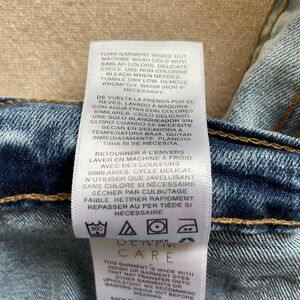 TURN GARMENT INSIDE OUT.
MACHINE WASH COLD WITH
SIMILAR COLORS, DELICATE
CYCLE. USE NON-CHLORINE
BLEACH WHEN NEEDED.
TUMBLE DRY LOW. REMOVE
PROMPTLY. WARM IRON IF
NECESSARY.
DE VUELTA LA PRENDA POR EL
REVÉS, LAVADO A MAQUINA
CON AGUA FRIA CON COLORES
SIMILARES, CICLO DELICADO.
USE SOLO BLANQUEADOR SIN
CLORO CUANDO SE NECESITE.
SECAR EN SECADORA A
TEMPERATURA BAJA. QUITAR
INMEDIATAMENTE. PLANCHA
TIBIA SI SE NECESITA.
RETOURNER À L'ENVERS
LAVER EN MACHINE À FROID
AVEC DES COULEURS
SIMILAIRES. CYCLE DELICAT,
N'UTILISER QUE JAVELLISANT
SANS CHLORE SI NÉCESSAIRE
SÉCHER PAR CULBUTAGE
FAIBLE. RETIRER RAPIDEMENT.
REPASSER AU FER TIEDE SI
NÉCESSAIRE
DENIM
CARE
THIS GARMENT IS MADE WITH
INDIGO OR
GARMENT